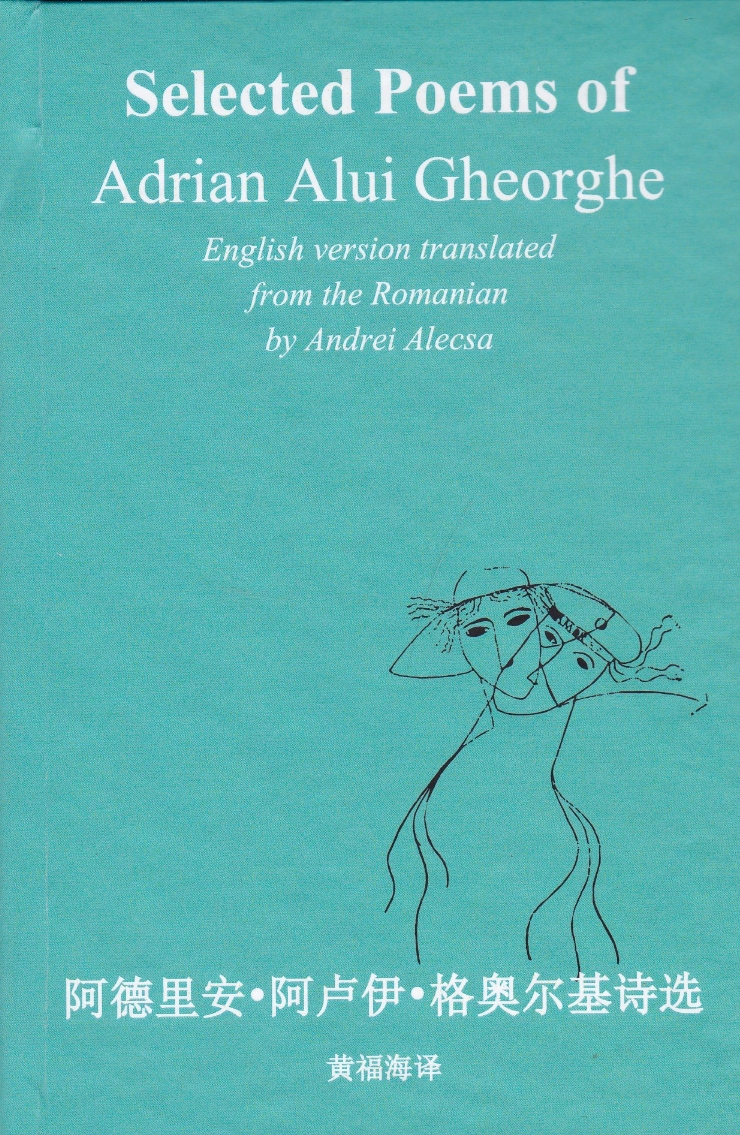 Selected Poems of
Adrian Alui Gheorghe
English version translated
from the Romanian
by Andrei Alecsa
阿德里安•阿卢伊•格奥尔基诗选
黄福海译